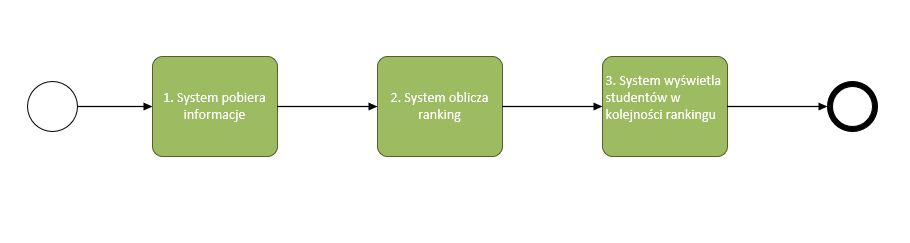 1. System pobiera
informacje
2. System oblicza
ranking
3. System wyświetla
studentów w
kolejności rankingu